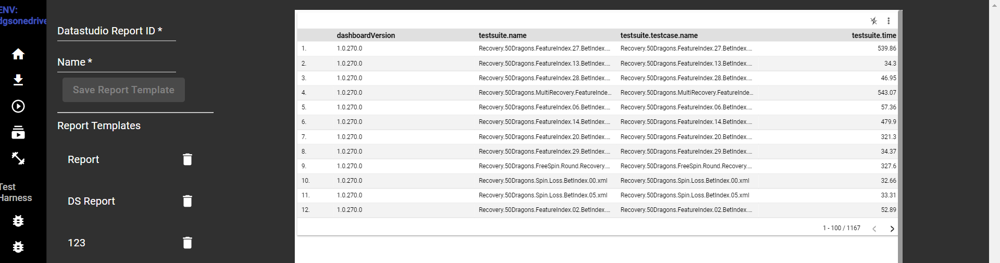 ENV:
dgsonedrive
Test
Harness
Datastudio Report ID *
Name *
Save Report Template
Report Templates
Report
DS Report
123
dashboardVersion testsuite.name testsuite.testcase.name testsuite.time
1. 1.0.270.0 Recovery.50Dragons.FeatureIndex.27.BetIndex.... Recovery.50Dragons.FeatureIndex.27.BetIndex.... 539.86
2. 1.0.270.0 Recovery.50Dragons.FeatureIndex.13.BetIndex.... Recovery.50Dragons.FeatureIndex.13.BetIndex.... 34.3
3. 1.0.270.0 Recovery.50Dragons.FeatureIndex.28.BetIndex.... Recovery.50Dragons.FeatureIndex.28.BetIndex.... 46.95
4. 1.0.270.0 Recovery.50Dragons.MultiRecovery.FeatureInde... Recovery.50Dragons.MultiRecovery.FeatureInde... 543.07
5. 1.0.270.0 Recovery.50Dragons.FeatureIndex.06.BetIndex.... Recovery.50Dragons.FeatureIndex.06.BetIndex.... 57.36
6. 1.0.270.0 Recovery.50Dragons.FeatureIndex.14.BetIndex.... Recovery.50Dragons.FeatureIndex.14.BetIndex.... 479.9
7. 1.0.270.0 Recovery.50Dragons.FeatureIndex.20.BetIndex.... Recovery.50Dragons.FeatureIndex.20.BetIndex.... 321.3
8. 1.0.270.0 Recovery.50Dragons.FeatureIndex.29.BetIndex.... Recovery.50Dragons.FeatureIndex.29.BetIndex.... 34.37
9. 1.0.270.0 Recovery.50Dragons.FreeSpin.Round.Recovery.... Recovery.50Dragons.FreeSpin.Round.Recovery.... 327.6
10. 1.0.270.0 Recovery.50Dragons.Spin.Loss.BetIndex.00.xml Recovery.50Dragons.Spin.Loss.BetIndex.00.xml 32.66
11. 1.0.270.0 Recovery.50Dragons.Spin.Loss.BetIndex.05.xml Recovery.50Dragons.Spin.Loss.BetIndex.05.xml 33.31
12. 1.0.270.0 Recovery.50Dragons.FeatureIndex.02.BetIndex.... Recovery.50Dragons.FeatureIndex.02.BetIndex.... 52.89
1 - 100 / 1167